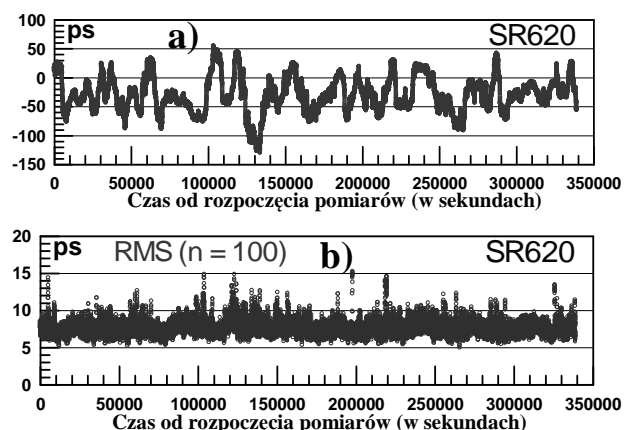 ps a) SR620
100
50
0
-50
-100
-150
0 50000 100000 150000 200000 250000 300000 350000
Czas od rozpoczęcia pomiarów (w sekundach)
ps RMS (n = 100) b) SR620
20
15
10
5
0
0 50000 100000 150000 200000 250000 300000 350000
Czas od rozpoczęcia pomiarów (w sekundach)